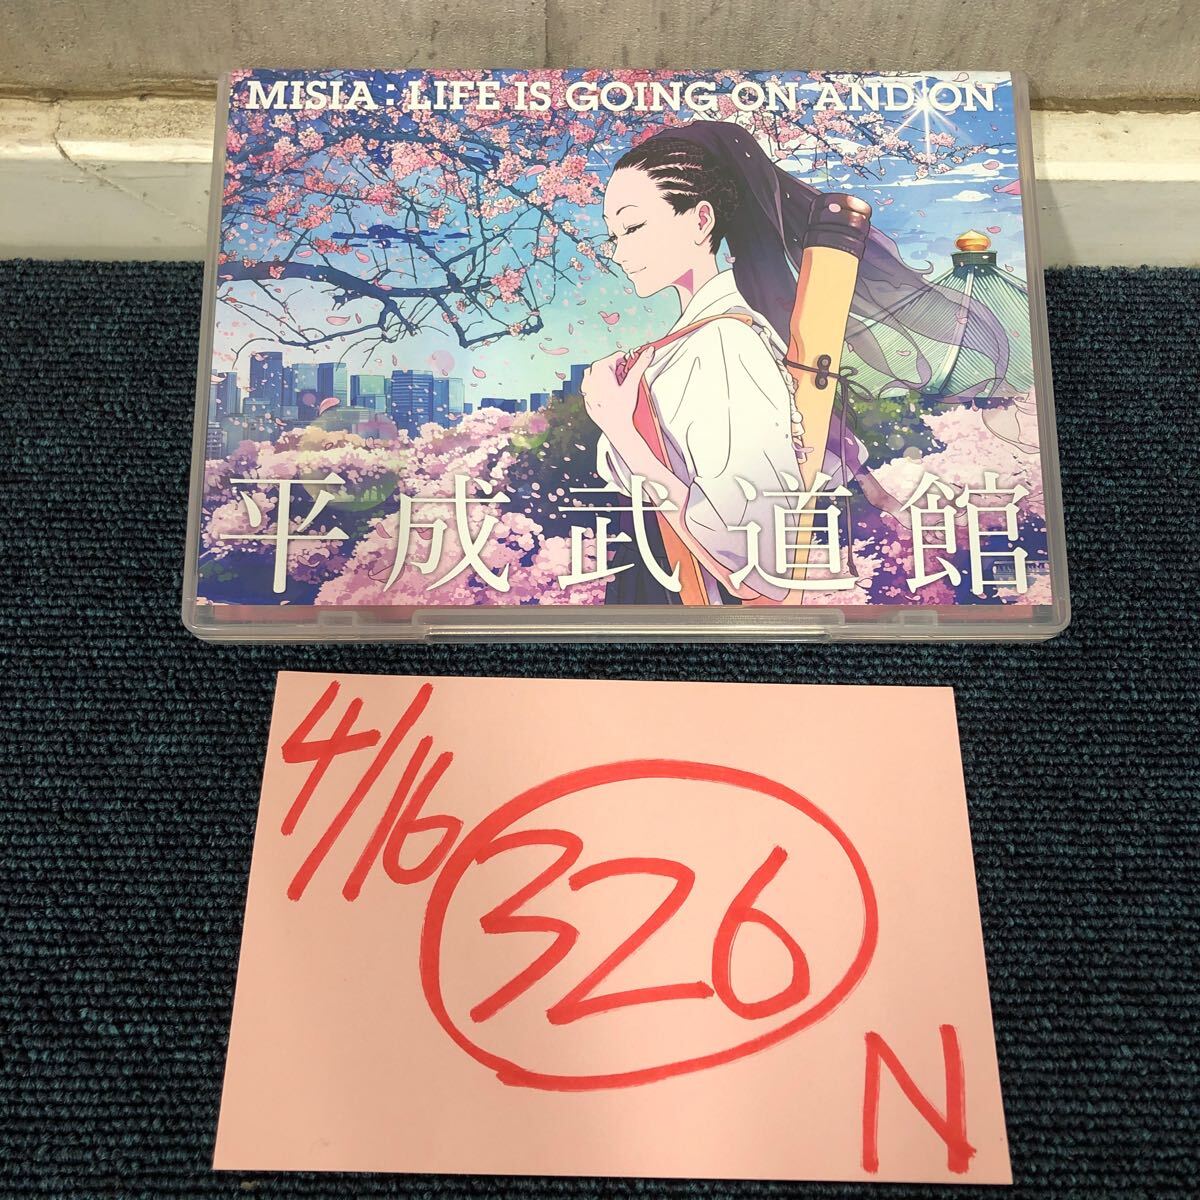 MISIA : LIFE IS GOING ON AND ON
平成武道館
4/16
326
N